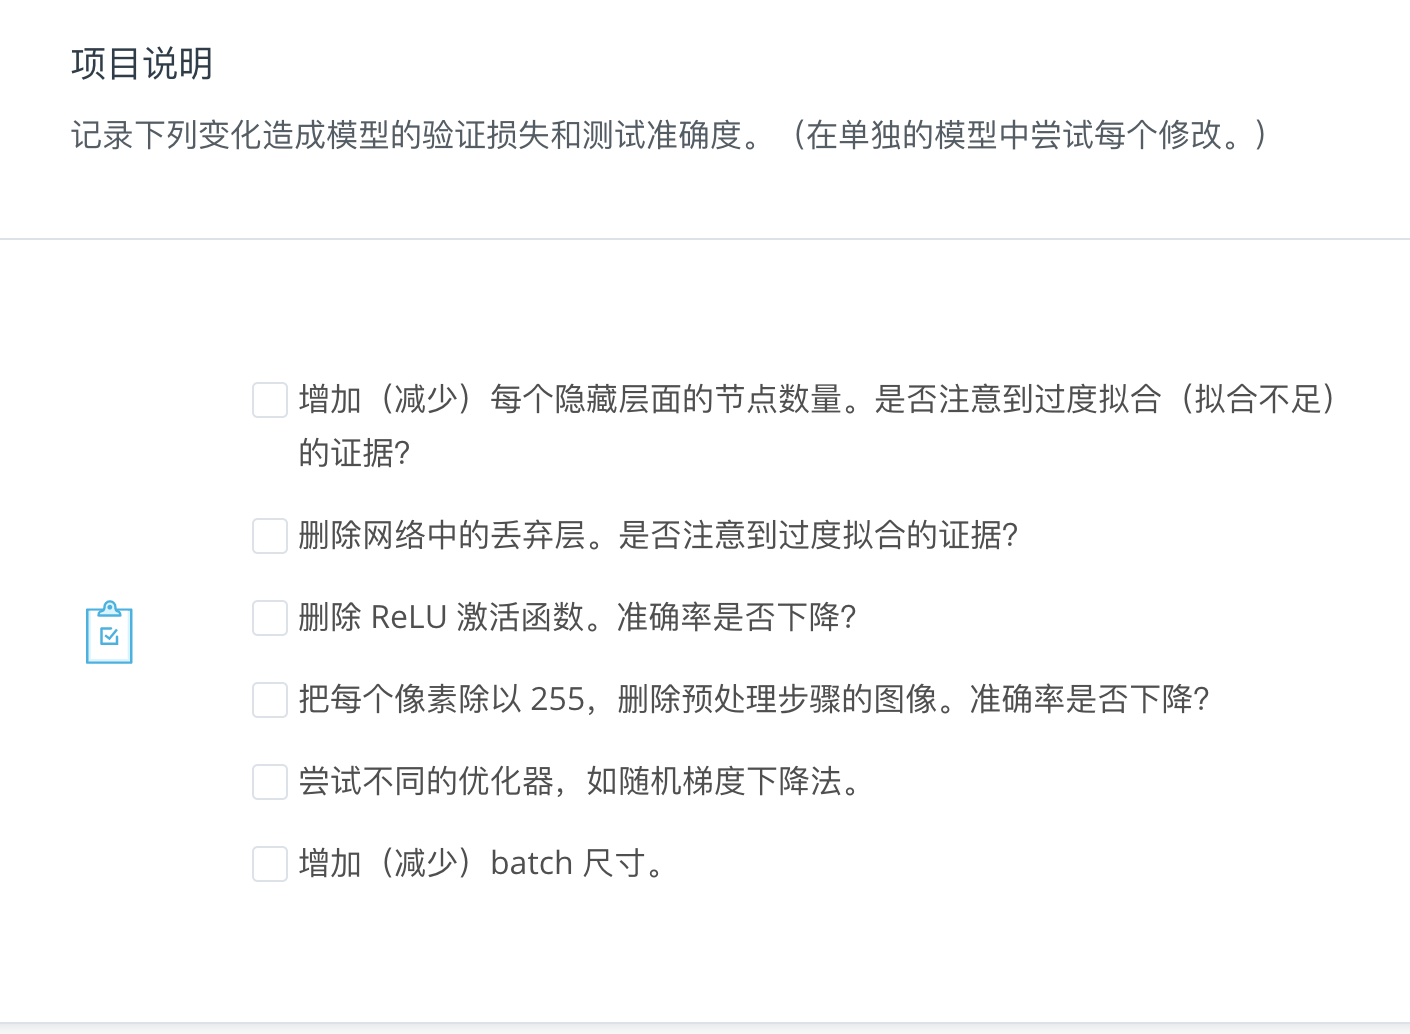 项目说明
记录下列变化造成模型的验证损失和测试准确度。（在单独的模型中尝试每个修改。）
增加（减少）每个隐藏层面的节点数量。是否注意到过度拟合（拟合不足）
的证据？
删除网络中的丢弃层。是否注意到过度拟合的证据？
删除 ReLU 激活函数。准确率是否下降？
把每个像素除以 255，删除预处理步骤的图像。准确率是否下降？
尝试不同的优化器，如随机梯度下降法。
增加（减少）batch 尺寸。